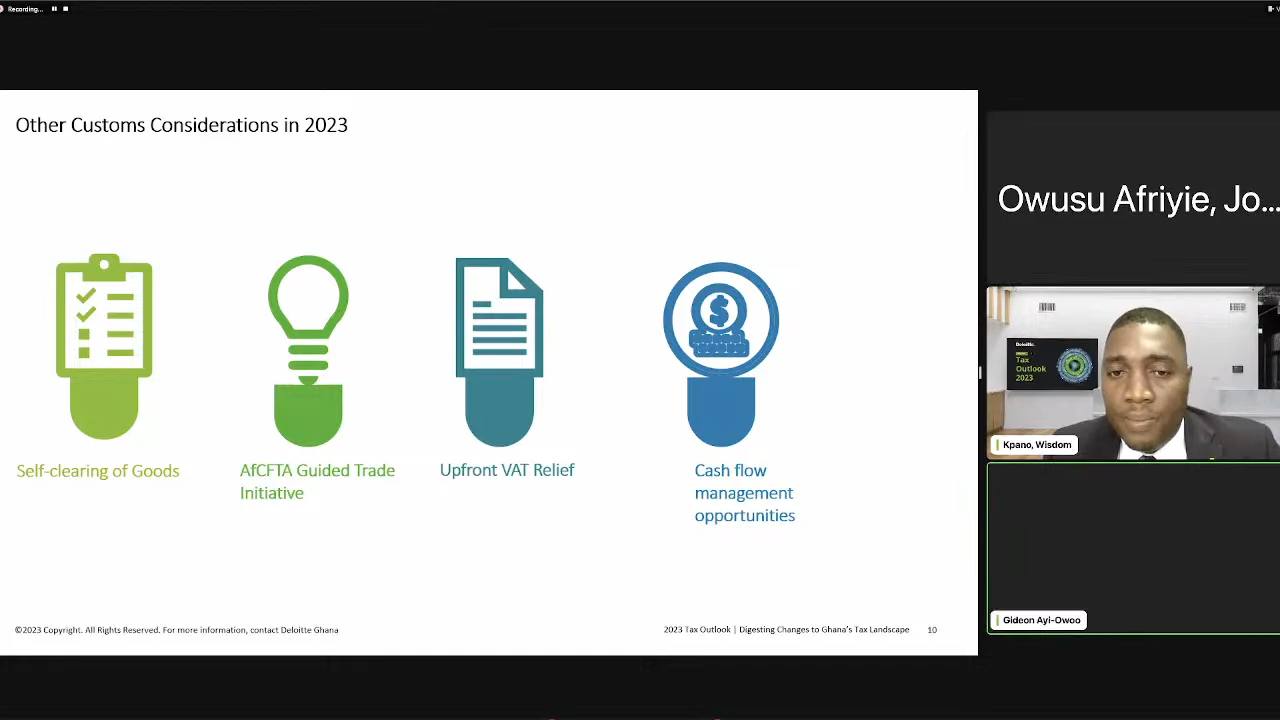 Recording...
Other Customs Considerations in 2023
Self-clearing of Goods
AfCFTA Guided Trade
Initiative
Upfront VAT Relief
Cash flow
management
opportunities
©2023 Copyright. All Rights Reserved. For more information, contact Deloitte Ghana
2023 Tax Outlook | Digesting Changes to Ghana's Tax Landscape 10
Owusu Afriyie, Jo...
Deloitte.
Tax
Outlook
2023
Kpano, Wisdom
Gideon Ayi-Owoo